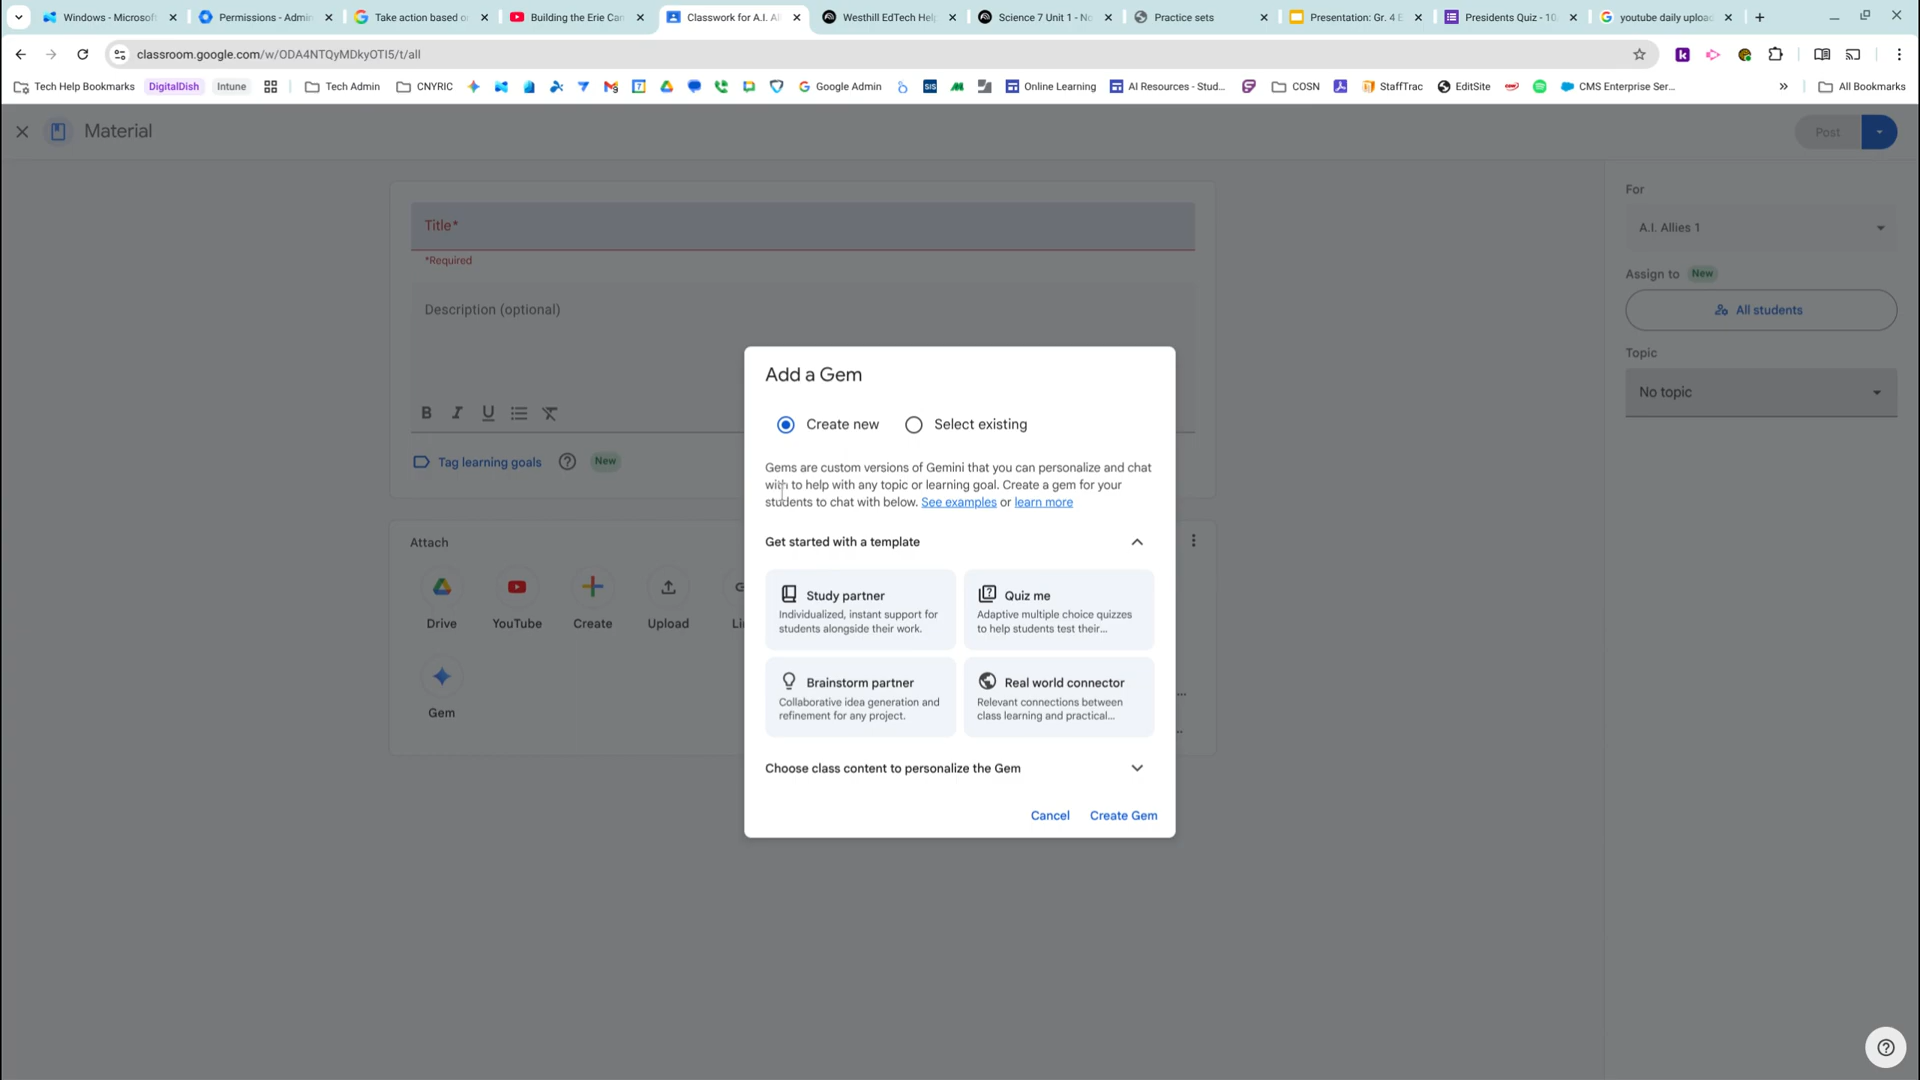 Windows - Microsof
Permissions - Admi
Take action based o
Building the Erie Can
Classwork for A.I. Al
Westhill EdTech Hel
Science 7 Unit 1 - N
Practice sets
Presentation: Gr. 4 E
Presidents Quiz - 10
youtube daily upload
classroom.google.com/w/ODA4NTQyMDkyOTI5/t/all
Tech Help Bookmarks
DigitalDish
Intune
Tech Admin
CNYRIC
Google Admin
SIS
Online Learning
AI Resources - Stud...
COSN
StaffTrac
EditSite
CMS Enterprise Ser...
»
All Bookmarks
Material
Post
Title*
*Required
Description (optional)
B I U
Tag learning goals
New
Attach
Drive
YouTube
Create
Upload
Li
Gem
For
A.I. Allies 1
Assign to New
All students
Topic
No topic
Add a Gem
Create new
Select existing
Gems are custom versions of Gemini that you can personalize and chat
with to help with any topic or learning goal. Create a gem for your
students to chat with below. See examples or learn more
Get started with a template
Study partner
Individualized, instant support for
students alongside their work.
Quiz me
Adaptive multiple choice quizzes
to help students test their...
Brainstorm partner
Collaborative idea generation and
refinement for any project.
Real world connector
Relevant connections between
class learning and practical...
Choose class content to personalize the Gem
Cancel
Create Gem